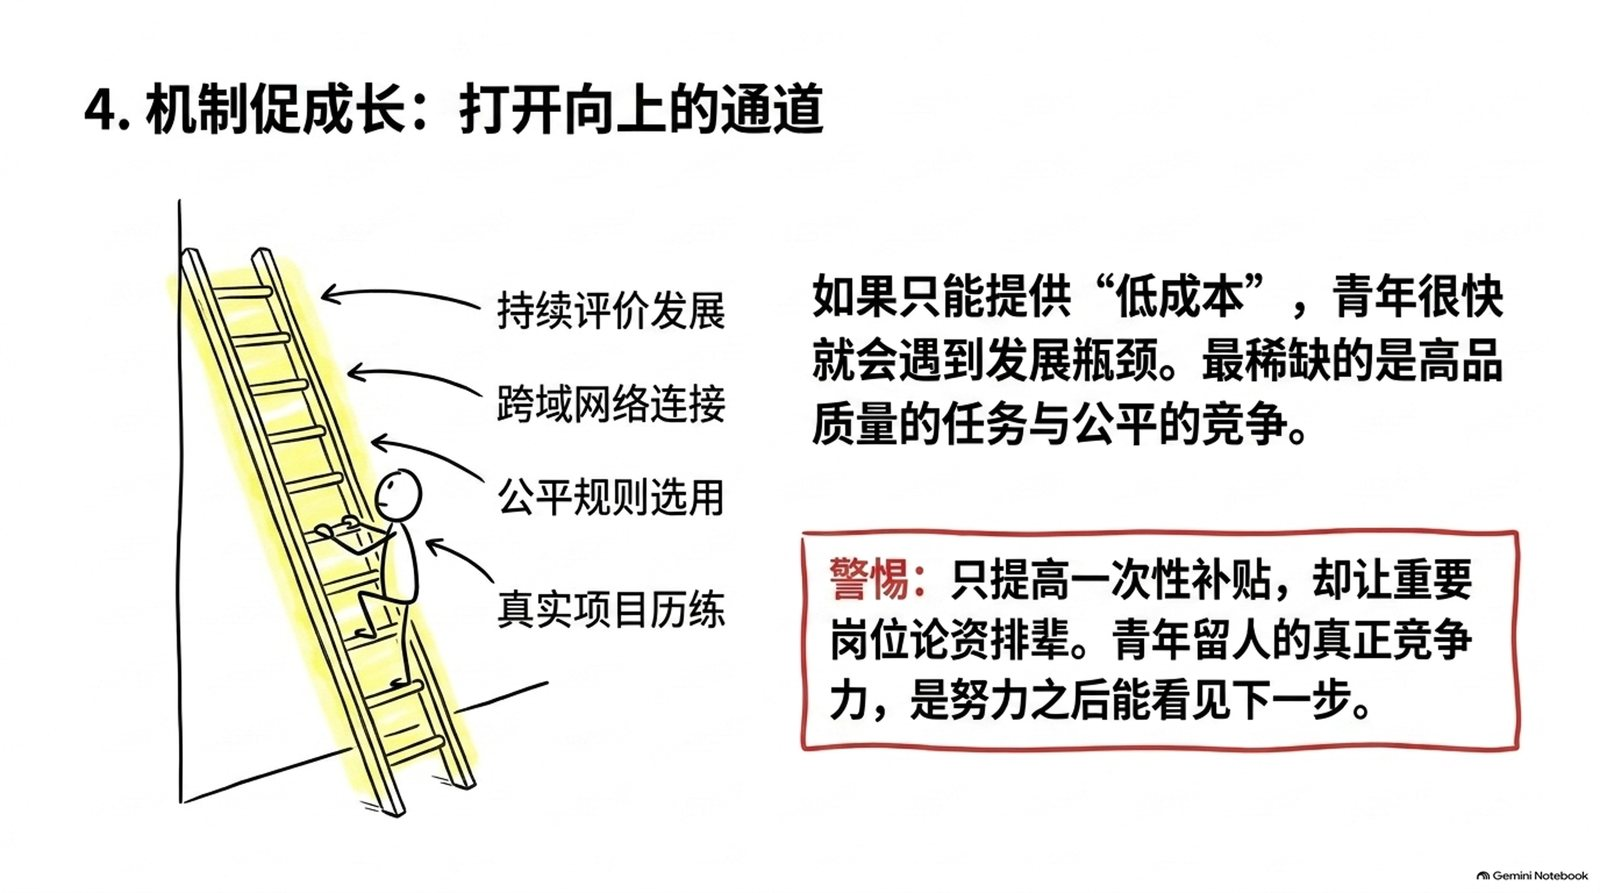 4. 机制促成长：打开向上的通道
持续评价发展
跨域网络连接
公平规则选用
真实项目历练
如果只能提供“低成本”，青年很快
就会遇到发展瓶颈。最稀缺的是高品
质量的任务与公平的竞争。
警惕：只提高一次性补贴，却让重要
岗位论资排辈。青年留人的真正竞争
力，是努力之后能看见下一步。
Gemini Notebook